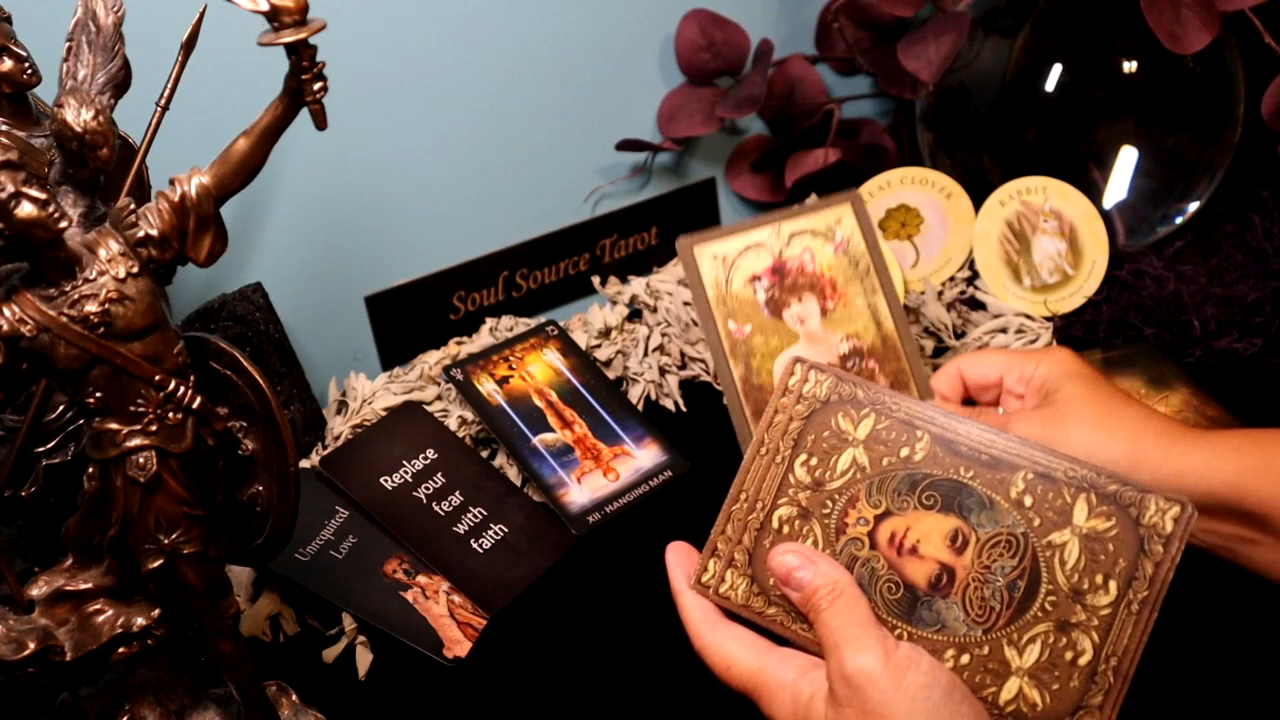 Soul Source Tarot
LEAF CLOVER
RABBIT
XII - HANGING MAN
Replace
your
fear
with
faith
Unrequited
Love